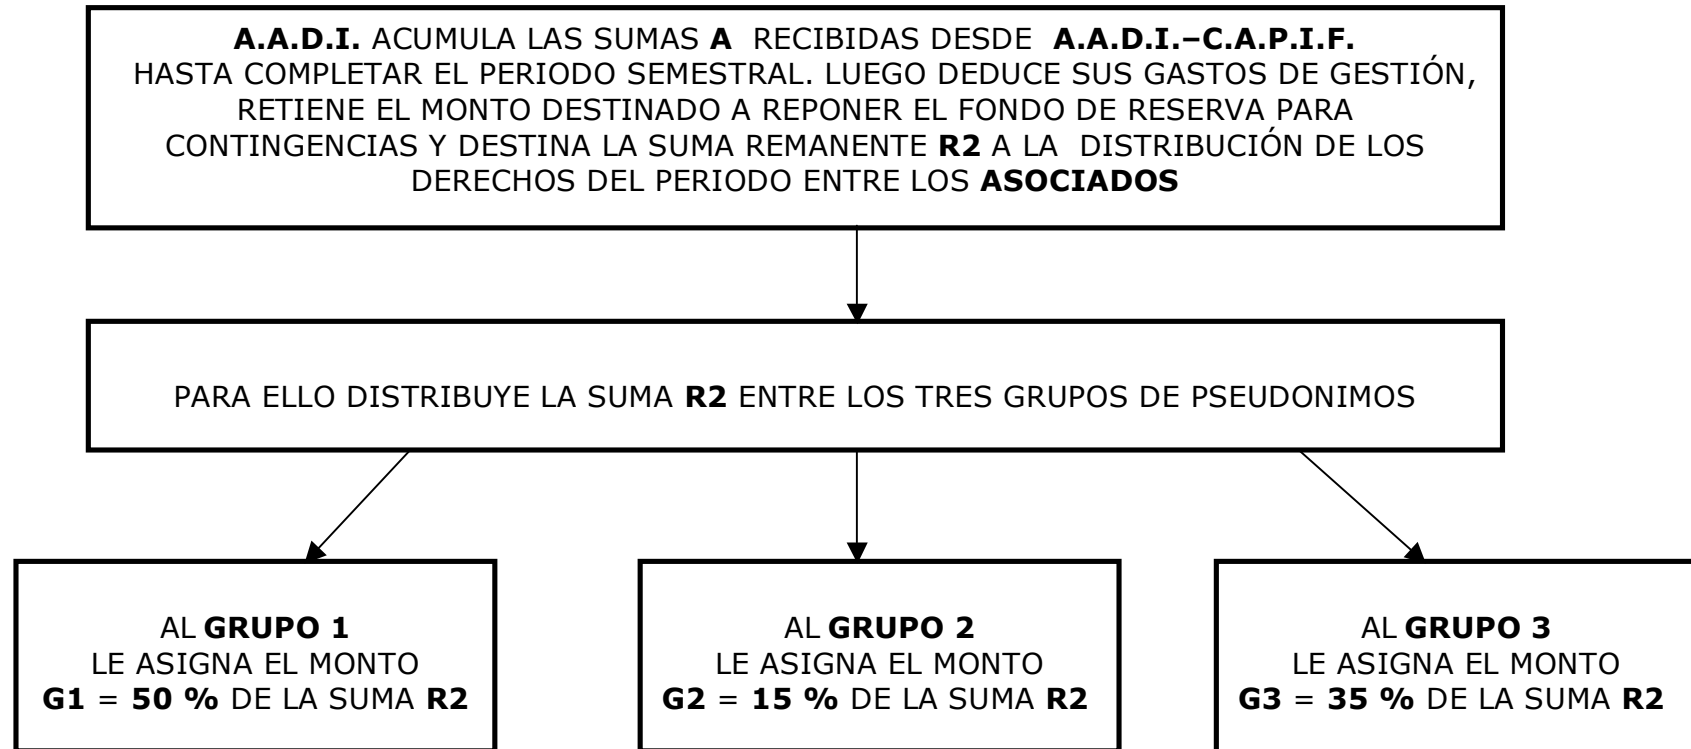 A.A.D.I. ACUMULA LAS SUMAS A RECIBIDAS DESDE A.A.D.I.–C.A.P.I.F.
HASTA COMPLETAR EL PERIODO SEMESTRAL. LUEGO DEDUCE SUS GASTOS DE GESTIÓN,
RETIENE EL MONTO DESTINADO A REPONER EL FONDO DE RESERVA PARA
CONTINGENCIAS Y DESTINA LA SUMA REMANENTE R2 A LA DISTRIBUCIÓN DE LOS
DERECHOS DEL PERIODO ENTRE LOS ASOCIADOS
PARA ELLO DISTRIBUYE LA SUMA R2 ENTRE LOS TRES GRUPOS DE PSEUDONIMOS
AL GRUPO 1
LE ASIGNA EL MONTO
G1 = 50 % DE LA SUMA R2
AL GRUPO 2
LE ASIGNA EL MONTO
G2 = 15 % DE LA SUMA R2
AL GRUPO 3
LE ASIGNA EL MONTO
G3 = 35 % DE LA SUMA R2